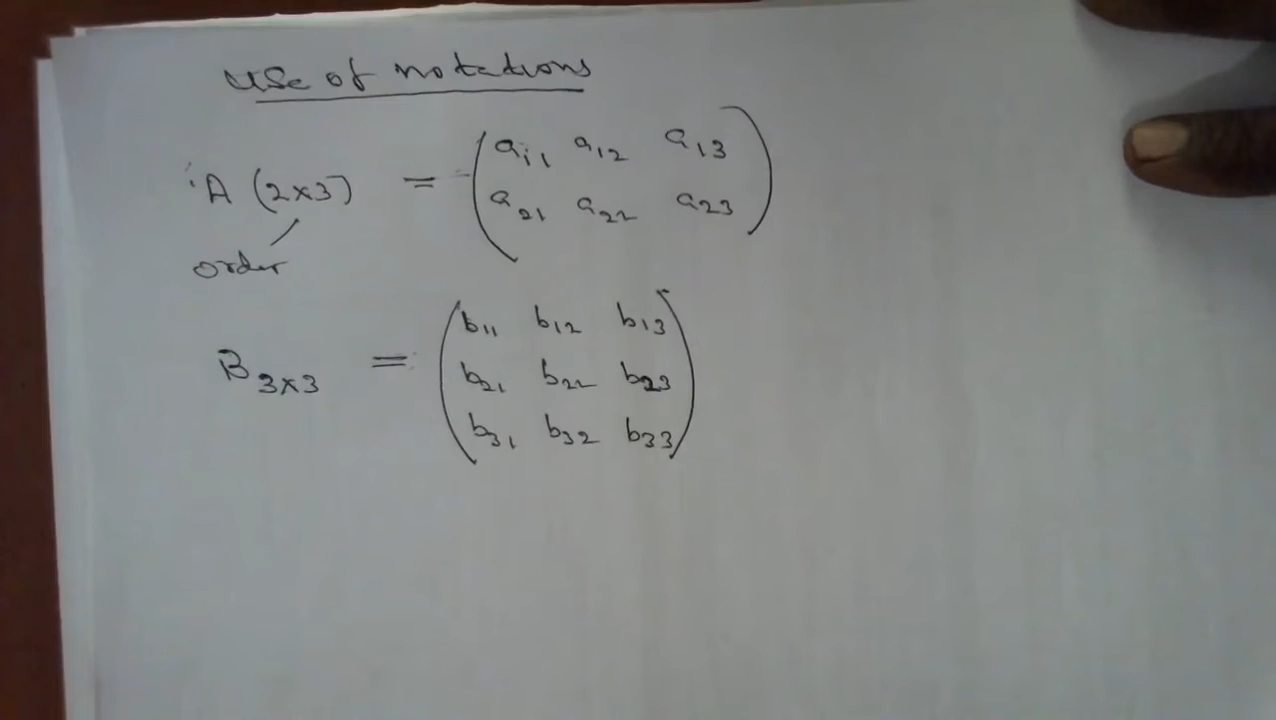 use of notations
A (2×3) = (a11 a12 a13
a21 a22 a23)
order
B3×3 = (b11 b12 b13
b21 b22 b23
b31 b32 b33)